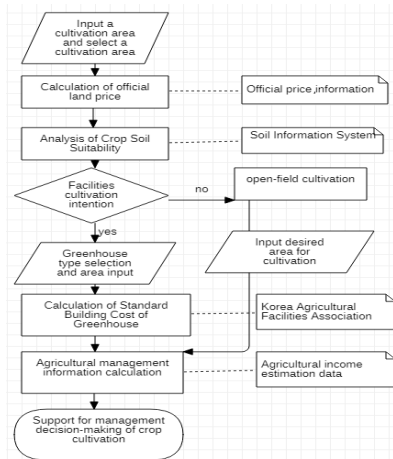 Input a
cultivation area
and select a
cultivation area
Calculation of official
land price
Official price,information
Analysis of Crop Soil
Suitability
Soil Information System
Facilities
cultivation
intention
no
open-field cultivation
yes
Greenhouse
type selection
and area input
Input desired
area for
cultivation
Calculation of Standard
Building Cost of
Greenhouse
Korea Agricultural
Facilities Association
Agricultural management
information calculation
Agricultural income
estimation data
Support for management
decision-making of crop
cultivation